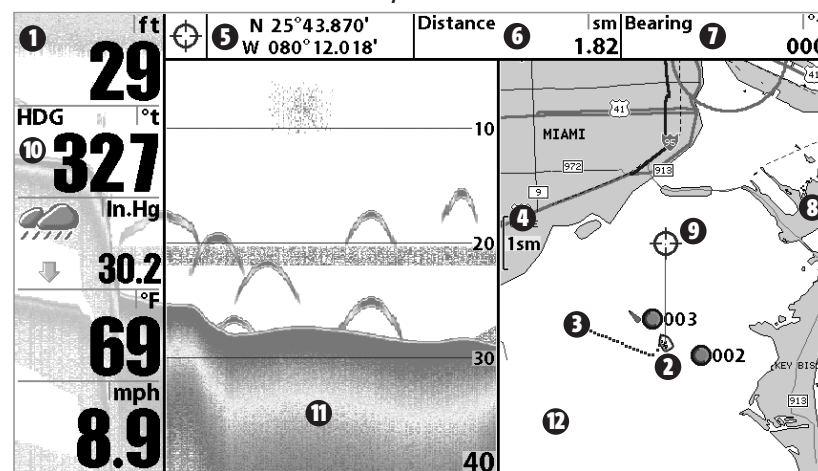 1 ft
29
HDG °t
10 327
In.Hg
30.2
°F
69
mph
8.9
5 N 25°43.870'
W 080°12.018'
Distance sm
6 1.82
Bearing
7
10
20
30
40
11
41
MIAMI
95
972
913
9
4
1sm
41
8
9
3
003
2
002
KEY BIS
913
12